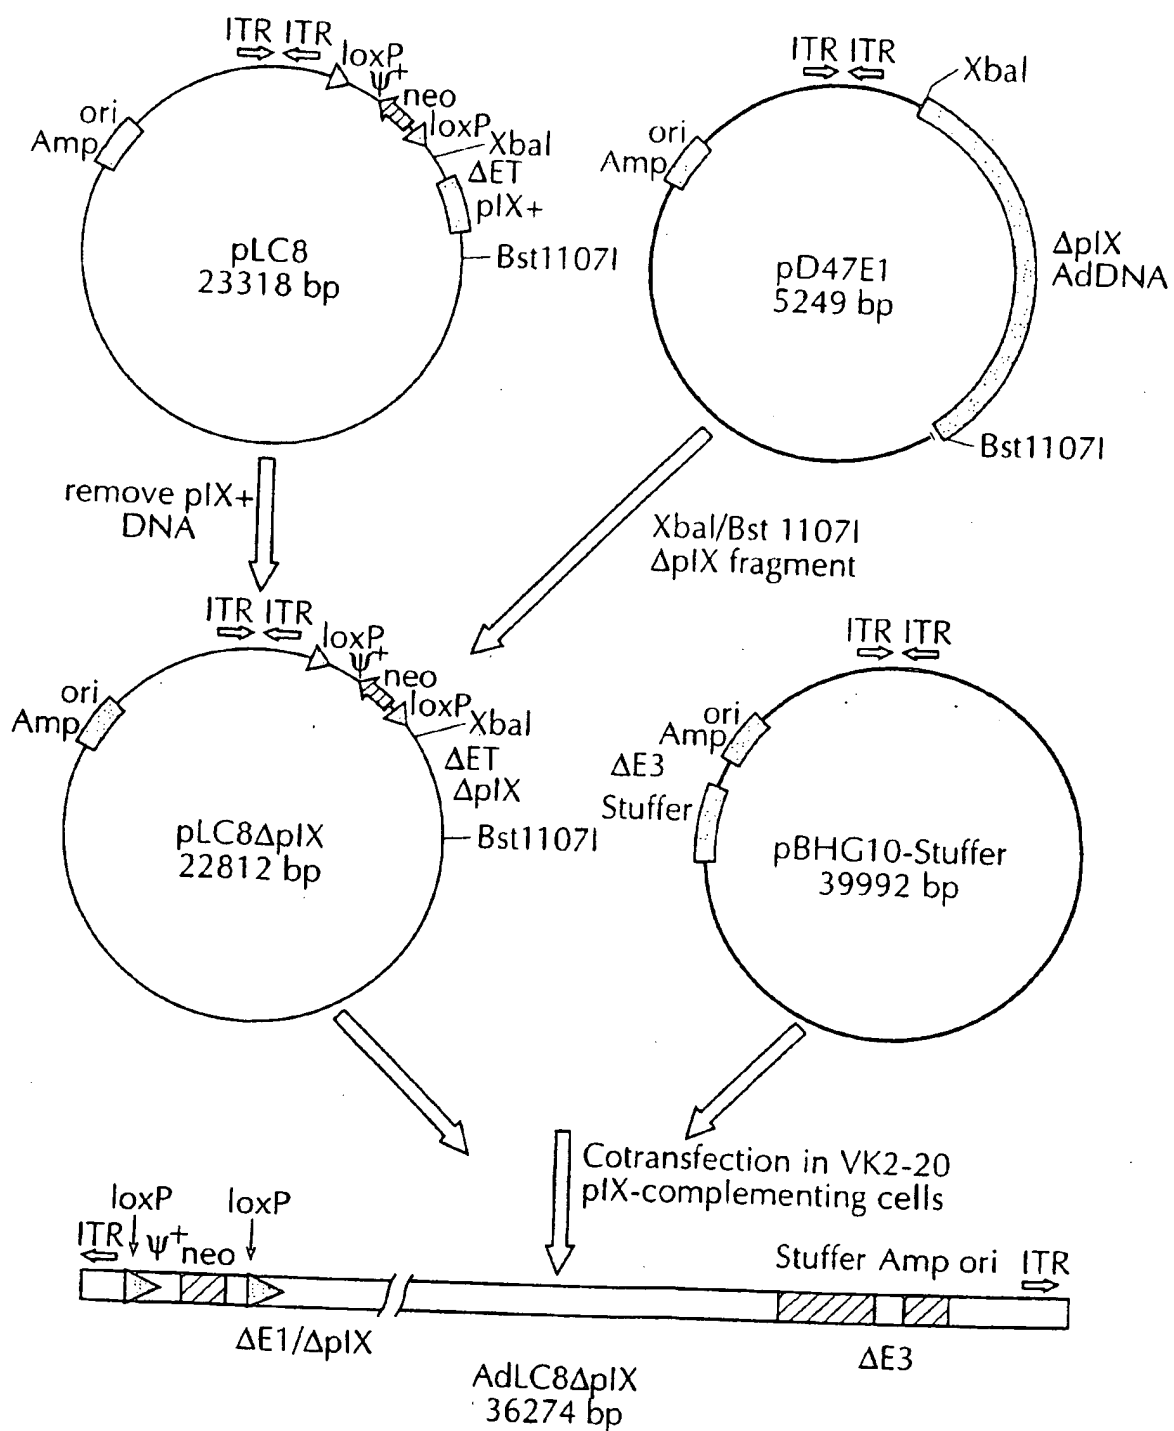 ITR ITR
loxP
ψ+
neo
loxP
XbaI
ΔET
pIX+
Bst1107I
ori
Amp
pLC8
23318 bp
ITR ITR
XbaI
ori
Amp
ΔpIX
AdDNA
pD47E1
5249 bp
Bst1107I
remove pIX+
DNA
XbaI/Bst 1107I
ΔpIX fragment
ITR ITR
loxP
ψ+
neo
loxP
XbaI
ΔET
ΔpIX
Bst1107I
ori
Amp
pLC8ΔpIX
22812 bp
ITR ITR
ori
Amp
ΔE3
Stuffer
pBHG10-Stuffer
39992 bp
Cotransfection in VK2-20
pIX-complementing cells
loxP
loxP
ITR
ψ+
neo
Stuffer Amp ori
ITR
ΔE1/ΔpIX
ΔE3
AdLC8ΔpIX
36274 bp